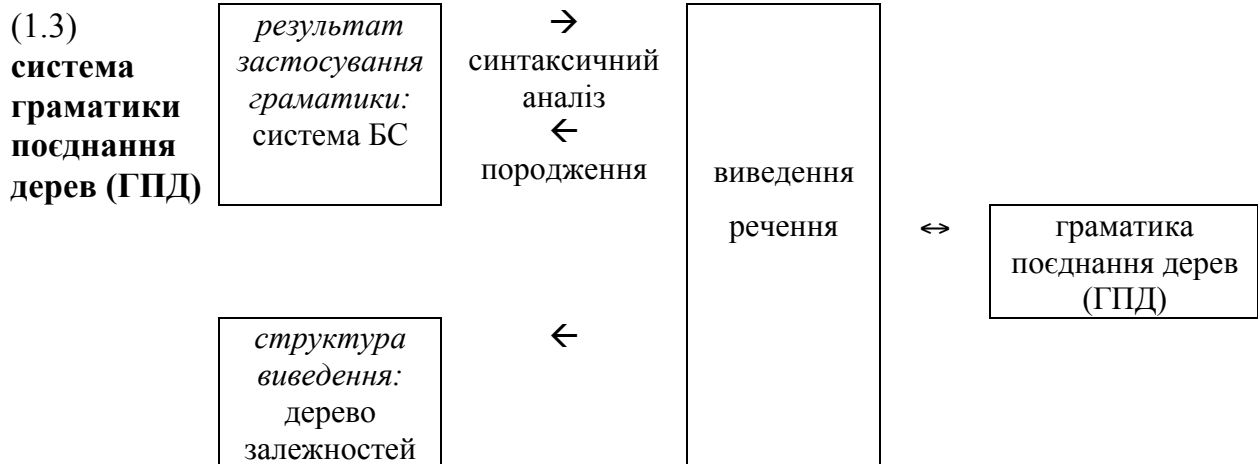 (1.3)
система
граматики
поєднання
дерев (ГПД)
результат
застосування
граматики:
система БС
→
синтаксичний
аналіз
←
породження
виведення
речення
↔
граматика
поєднання дерев
(ГПД)
структура
виведення:
дерево
залежностей
←